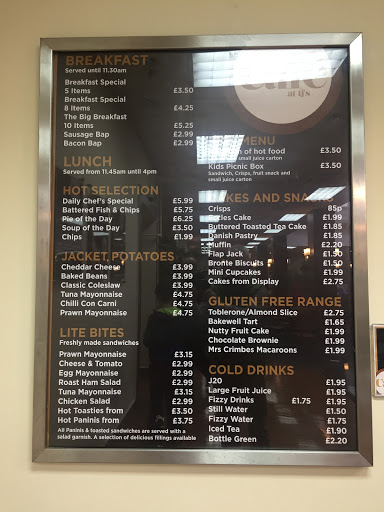 BREAKFAST
Served until 11.30am
Breakfast Special
5 Items £3.50
Breakfast Special
8 Items £4.25
The Big Breakfast
10 Items £5.25
Sausage Bap £2.99
Bacon Bap £2.99
LUNCH
Served from 11.45am until 4pm
HOT SELECTION
Daily Chef's Special £5.99
Battered Fish & Chips £5.75
Pie of the Day £6.25
Soup of the Day £3.50
Chips £1.99
JACKET POTATOES
Cheddar Cheese £3.99
Baked Beans £3.99
Classic Coleslaw £3.99
Tuna Mayonnaise £4.75
Chilli Con Carni £4.75
Prawn Mayonnaise £4.75
LITE BITES
Freshly made sandwiches
Prawn Mayonnaise £3.15
Cheese & Tomato £2.99
Egg Mayonnaise £2.99
Roast Ham Salad £2.99
Tuna Mayonnaise £3.15
Chicken Salad £2.99
Hot Toasties from £3.50
Hot Paninis from £3.75
All Paninis & toasted sandwiches are served with a
salad garnish. A selection of delicious fillings available
Café
at tj's
MENU
of hot food £3.50
small juice carton
Kids Picnic Box £3.50
Sandwich, Crisps, fruit snack and
small juice carton
CAKES AND SNACKS
Crisps 85p
Eccles Cake £1.99
Buttered Toasted Tea Cake £1.85
Danish Pastry £1.85
Muffin £2.20
Flap Jack £1.50
Bronte Biscuits £1.50
Mini Cupcakes £1.99
Cakes from Display £2.75
GLUTEN FREE RANGE
Toblerone/Almond Slice £2.75
Bakewell Tart £1.65
Nutty Fruit Cake £1.99
Chocolate Brownie £1.99
Mrs Crimbes Macaroons £1.99
COLD DRINKS
J20 £1.95
Large Fruit Juice £1.95
Fizzy Drinks £1.75 £1.95
Still Water £1.50
Fizzy Water £1.75
Iced Tea £1.90
Bottle Green £2.20